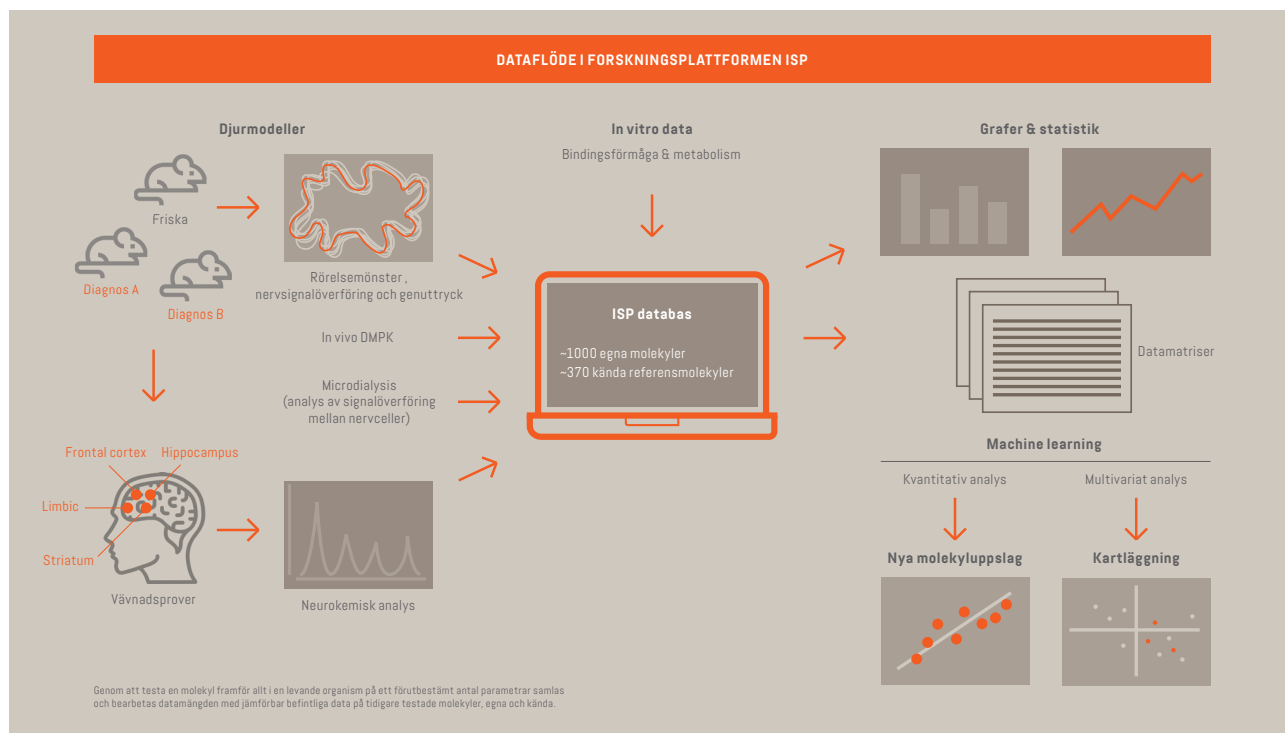 DATAFLÖDE I FORSKNINGSPLATTFORMEN ISP
Djurmodeller
Friska
Diagnos A
Diagnos B
Rörelsemönster ,
nervsignalöverföring och genuttryck
In vivo DMPK
Microdialysis
(analys av signalöverföring
mellan nervceller)
Frontal cortex
Hippocampus
Limbic
Striatum
Vävnadsprover
Neurokemisk analys
In vitro data
Bindingsförmåga & metabolism
ISP databas
~1000 egna molekyler
~370 kända referensmolekyler
Grafer & statistik
Datamatriser
Machine learning
Kvantitativ analys
Multivariat analys
Nya molekyluppslag
Kartläggning
Genom att testa en molekyl framför allt i en levande organism på ett förutbestämt antal parametrar samlas
och bearbetas datamängden med jämförbar befintliga data på tidigare testade molekyler, egna och kända.